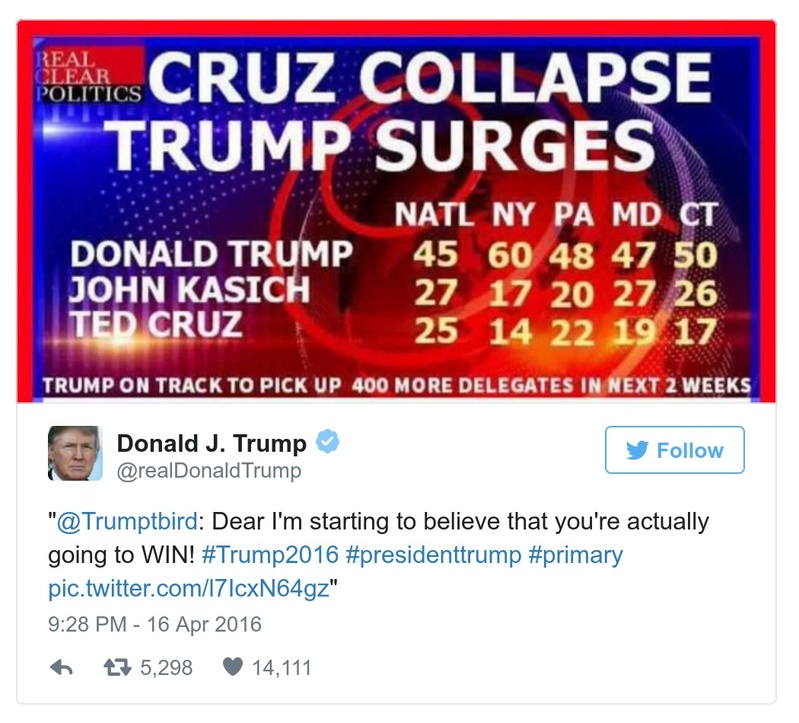 REAL
CLEAR
POLITICS
CRUZ COLLAPSE
TRUMP SURGES
NATL NY PA MD CT
DONALD TRUMP 45 60 48 47 50
JOHN KASICH 27 17 20 27 26
TED CRUZ 25 14 22 19 17
TRUMP ON TRACK TO PICK UP 400 MORE DELEGATES IN NEXT 2 WEEKS
Donald J. Trump
@realDonaldTrump
Follow
"@Trumptbird: Dear I'm starting to believe that you're actually
going to WIN! #Trump2016 #presidenttrump #primary
pic.twitter.com/l7IcxN64gz"
9:28 PM - 16 Apr 2016
5,298 14,111